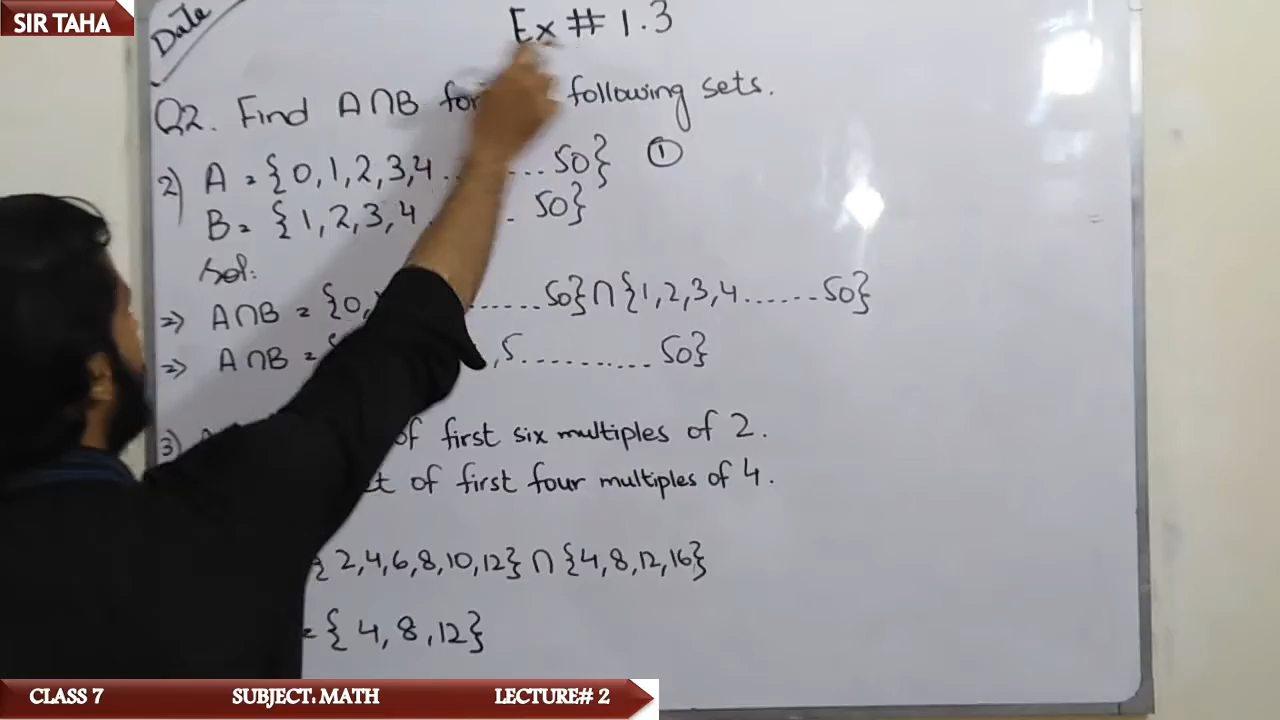 SIR TAHA
Date
Ex # 1.3
Q2. Find A∩B for following sets.
2) A = {0,1,2,3,4........50} ①
B = {1,2,3,4....... 50}
Sol:
=> A∩B = {0, .......50}∩{1,2,3,4......50}
=> A∩B = ,5...........50}
3) of first six multiples of 2.
of first four multiples of 4.
{2,4,6,8,10,12}∩{4,8,12,16}
= {4,8,12}
CLASS 7 SUBJECT: MATH LECTURE# 2